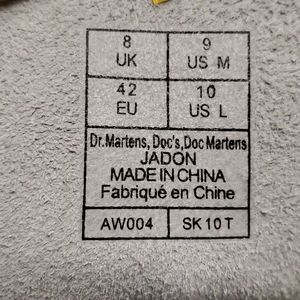 8 9
UK US M
42 10
EU US L
Dr.Martens, Doc's, Doc Martens
JADON
MADE IN CHINA
Fabriqué en Chine
AW004 SK10T